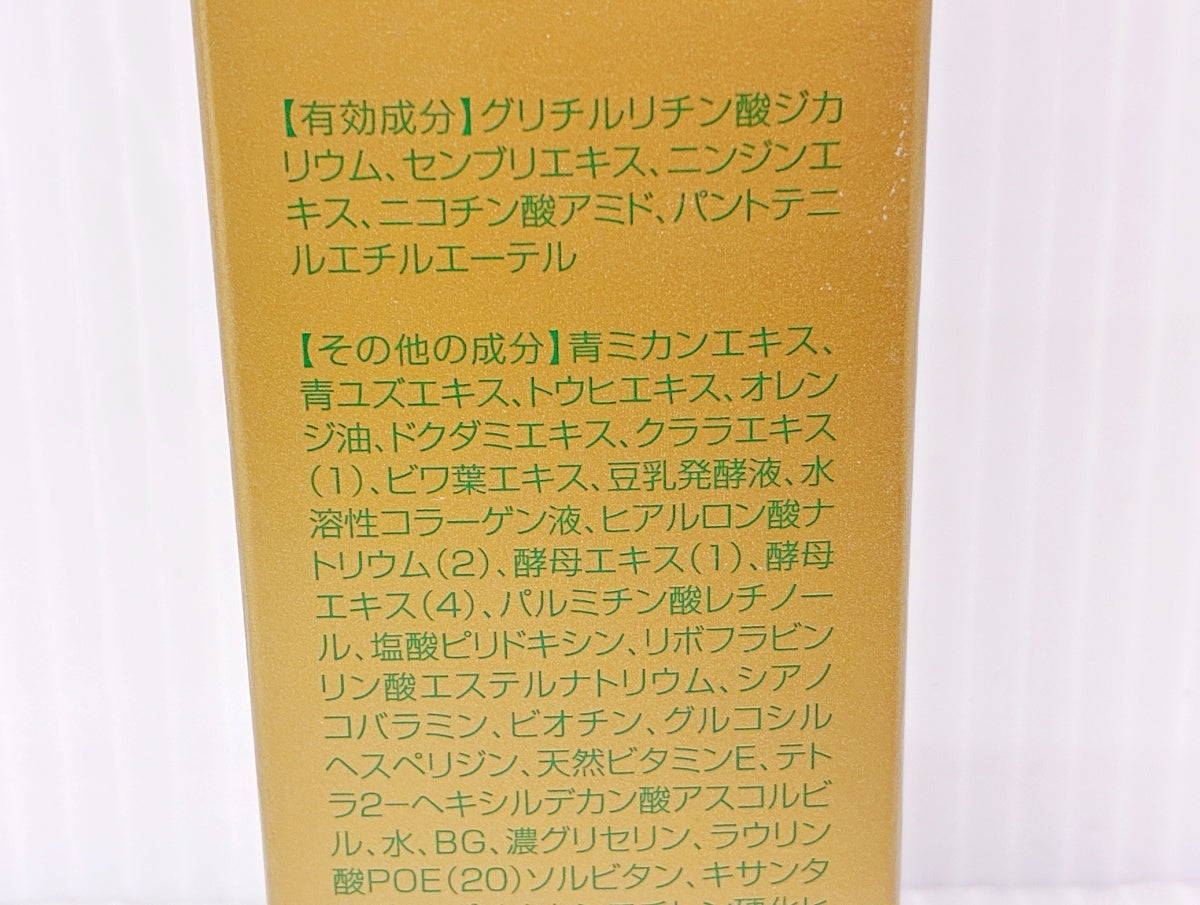 【有効成分】グリチルリチン酸ジカ
リウム、センブリエキス、ニンジンエ
キス、ニコチン酸アミド、パントテニ
ルエチルエーテル
【その他の成分】青ミカンエキス、
青ユズエキス、トウヒエキス、オレン
ジ油、ドクダミエキス、クララエキス
(1)、ビワ葉エキス、豆乳発酵液、水
溶性コラーゲン液、ヒアルロン酸ナ
トリウム(2)、酵母エキス(1)、酵母
エキス(4)、パルミチン酸レチノー
ル、塩酸ピリドキシン、リボフラビン
リン酸エステルナトリウム、シアノ
コバラミン、ビオチン、グルコシル
ヘスペリジン、天然ビタミンE、テト
ラ2−ヘキシルデカン酸アスコルビ
ル、水、BG、濃グリセリン、ラウリン
酸POE(20)ソルビタン、キサンタ